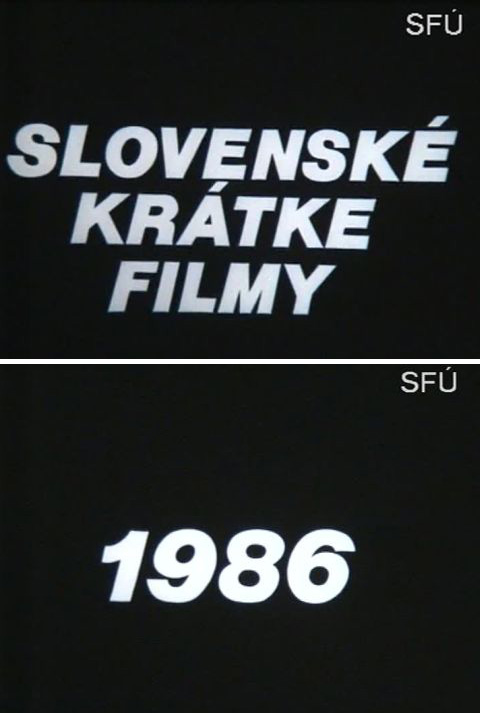 SFÚ
SLOVENSKÉ
KRÁTKE
FILMY
SFÚ
1986